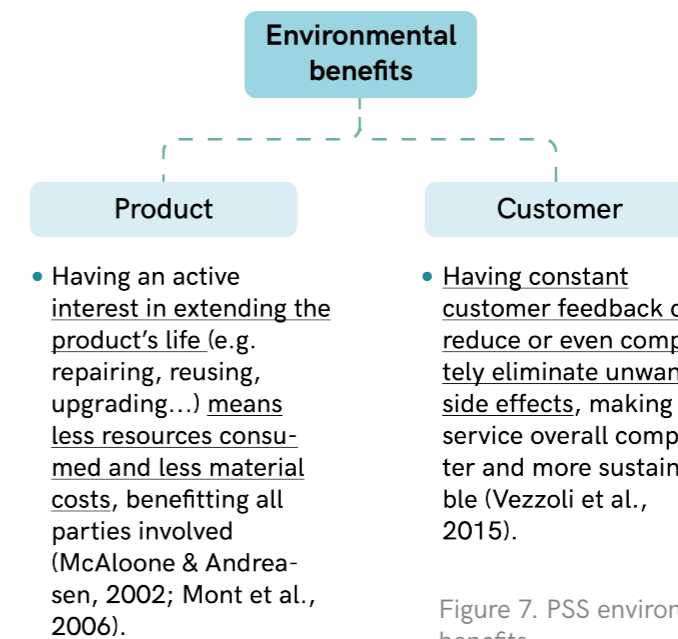 Environmental
benefits
Product
Customer
• Having an active
interest in extending the
product’s life (e.g.
repairing, reusing,
upgrading...) means
less resources consu-
med and less material
costs, benefitting all
parties involved
(McAloone & Andrea-
sen, 2002; Mont et al.,
2006).
• Having constant
customer feedback
reduce or even comp
tely eliminate unwan
side effects, making
service overall comp
ter and more sustain
ble (Vezzoli et al.,
2015).
Figure 7. PSS environ
benefits